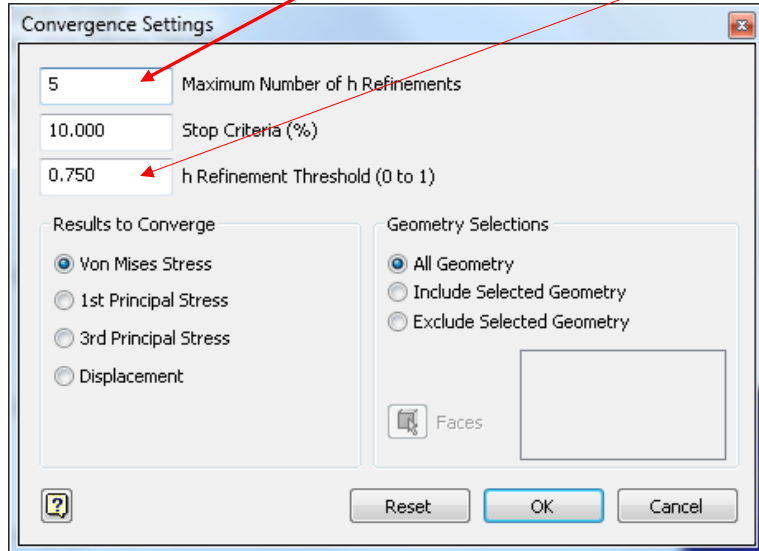 Convergence Settings
5 Maximum Number of h Refinements
10.000 Stop Criteria (%)
0.750 h Refinement Threshold (0 to 1)
Results to Converge
Von Mises Stress
1st Principal Stress
3rd Principal Stress
Displacement
Geometry Selections
All Geometry
Include Selected Geometry
Exclude Selected Geometry
Faces
Reset OK Cancel